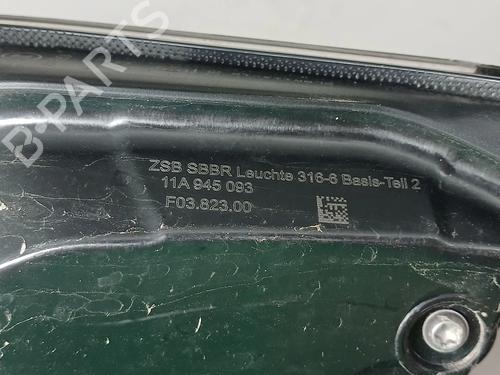 B-PARTS
ZSB SBBR Leuchte 316-6 Basis-Teil 2
11A 945 093
F03.823.00